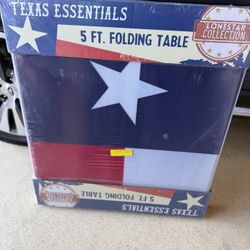 TEXAS ESSENTIALS
5 FT. FOLDING TABLE
LONESTAR
COLLECTION
5 FT. FOLDING TABLE
TEXAS ESSENTIALS